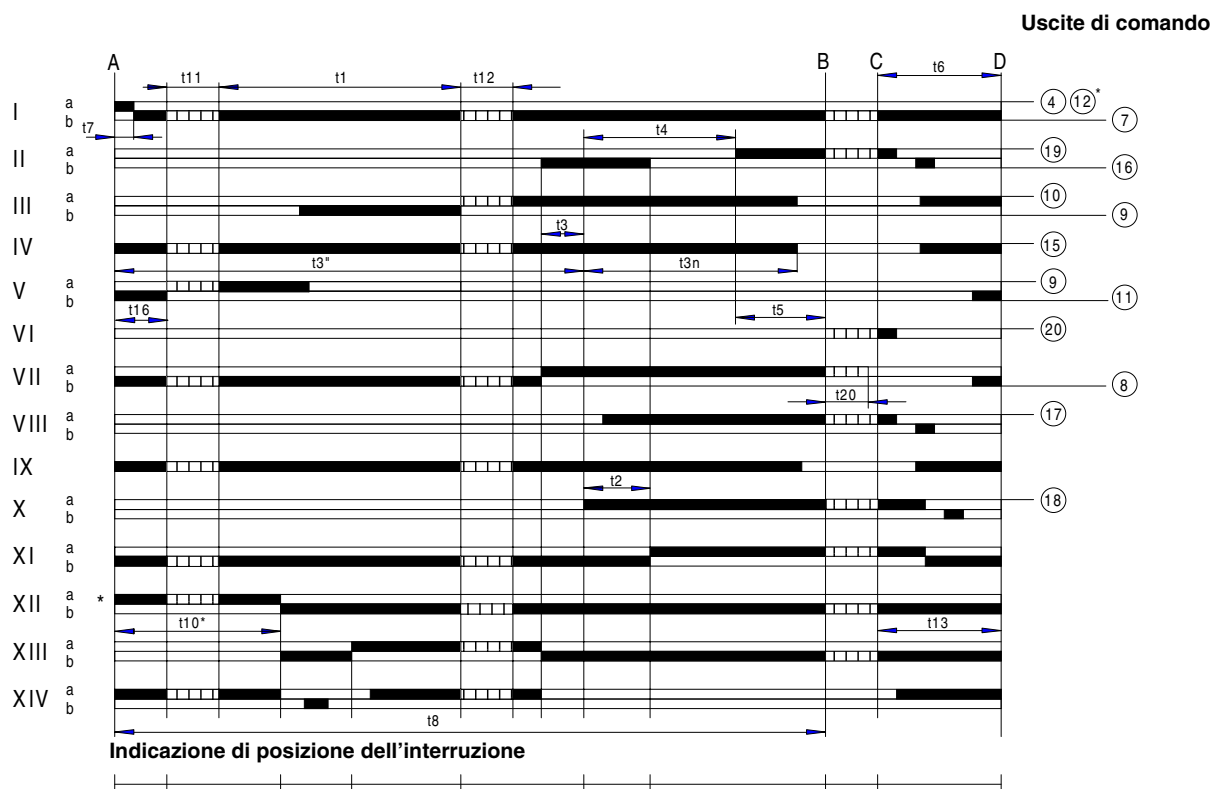 Uscite di comando
A B C D
t11 t1 t12 t6
I a b 4 12 * 7
t7 t4
II a b 19 16
III a b 10 9
t3
IV 15
t3" t3n
V a b 9 11
t16 t5
VI 20
VII a b 8
t20
VIII a b 17
IX
t2
X a b 18
XI a b
XII a b *
t10* t13
XIII a b
XIV a b
t8
Indicazione di posizione dell'interruzione